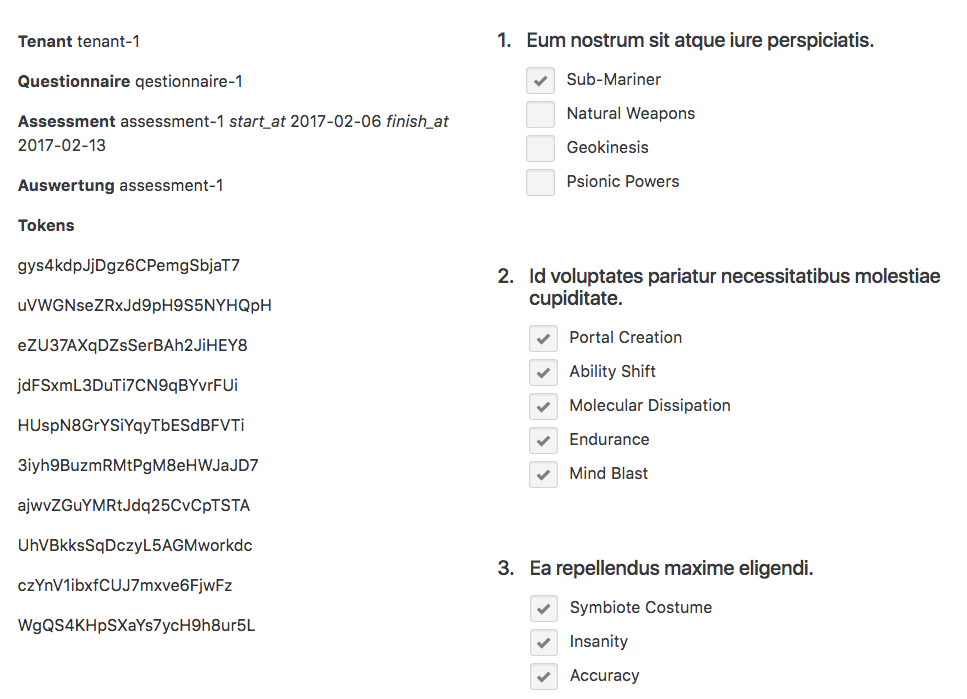 Tenant tenant-1
Questionnaire qestionnaire-1
Assessment assessment-1 start_at 2017-02-06 finish_at
2017-02-13
Auswertung assessment-1
Tokens
gys4kdpJjDgz6CPemgSbjaT7
uVWGNseZRxJd9pH9S5NYHQpH
eZU37AXqDZsSerBAh2JiHEY8
jdFSxmL3DuTi7CN9qBYvrFUi
HUspN8GrYSiYqyTbESdBFVTi
3iyh9BuzmRMtPgM8eHWJaJD7
ajwvZGuYMRtJdq25CvCpTSTA
UhVBkksSqDczyL5AGMworkdc
czYnV1ibxfCUJ7mxve6FjwFz
WgQS4KHpSXaYs7ycH9h8ur5L
1. Eum nostrum sit atque iure perspiciatis.
Sub-Mariner
Natural Weapons
Geokinesis
Psionic Powers
2. Id voluptates pariatur necessitatibus molestiae
cupiditate.
Portal Creation
Ability Shift
Molecular Dissipation
Endurance
Mind Blast
3. Ea repellendus maxime eligendi.
Symbiote Costume
Insanity
Accuracy